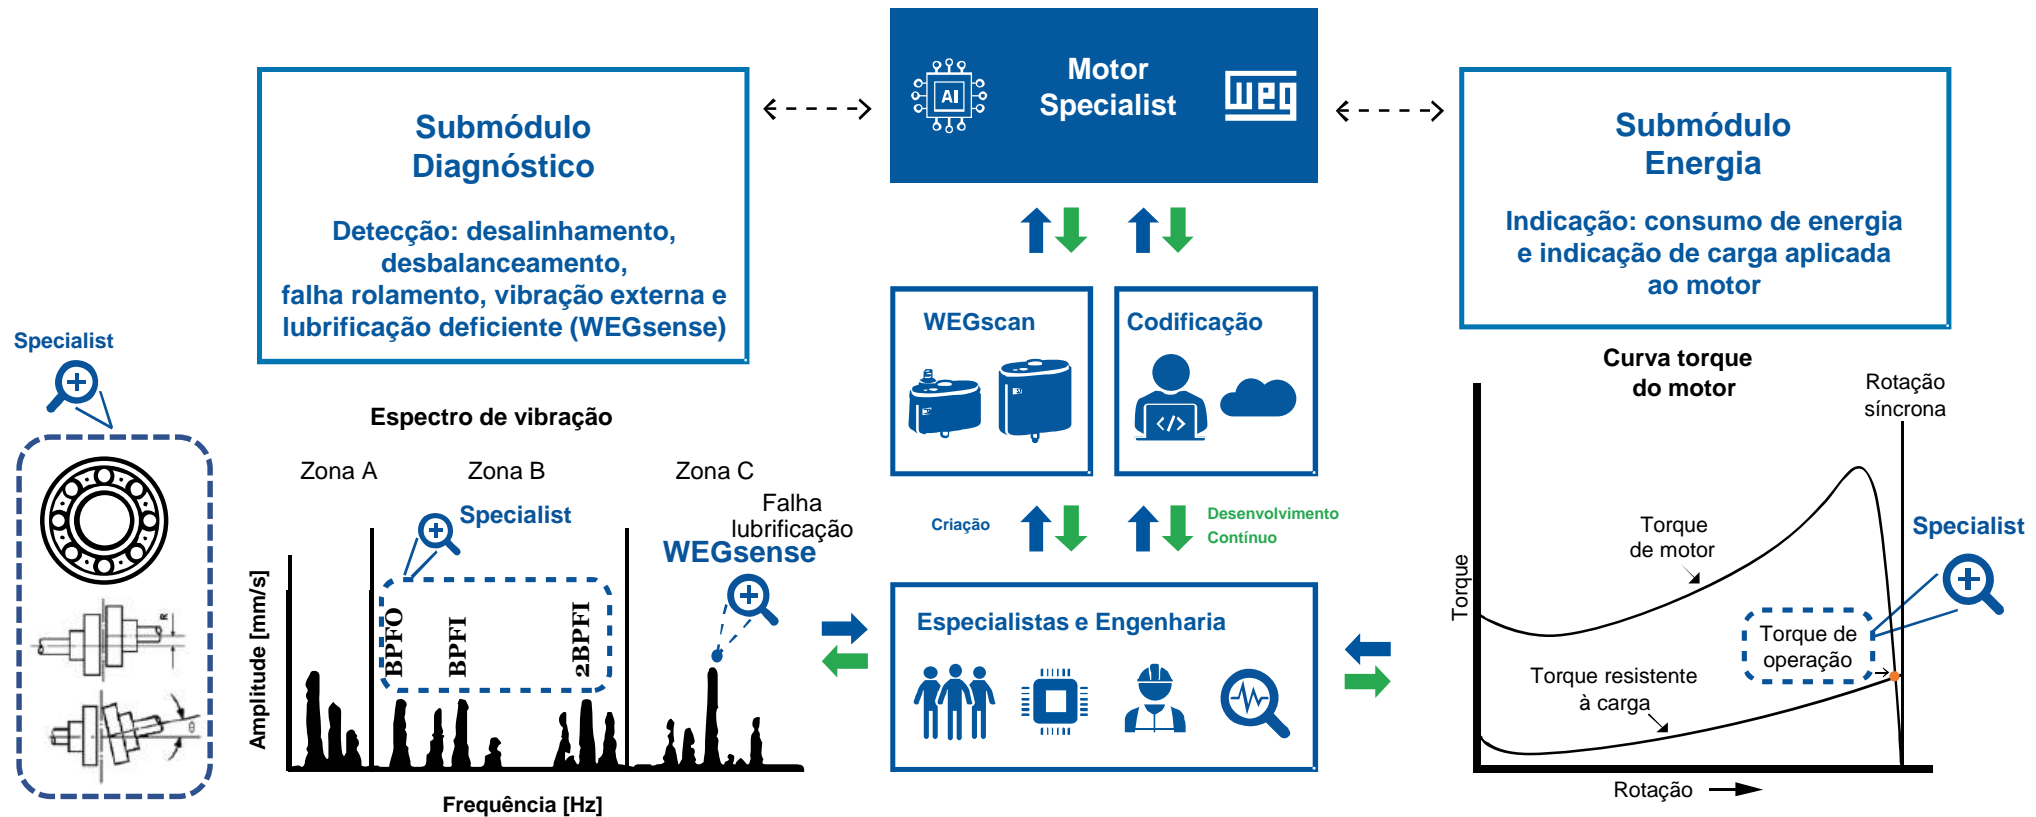 AI
Motor
Specialist
WEG
Submódulo
Diagnóstico
Detecção: desalinhamento,
desbalanceamento,
falha rolamento, vibração externa e
lubrificação deficiente (WEGsense)
Submódulo
Energia
Indicação: consumo de energia
e indicação de carga aplicada
ao motor
WEGscan
Codificação
</>
Criação
Desenvolvimento
Contínuo
Especialistas e Engenharia
Specialist
R
θ
Espectro de vibração
Zona A
Zona B
Zona C
Specialist
Falha
lubrificação
WEGsense
BPFO
BPFI
2BPFI
Amplitude [mm/s]
Frequência [Hz]
Curva torque
do motor
Rotação
síncrona
Torque
de motor
Specialist
Torque
Torque de
operação
Torque resistente
à carga
Rotação